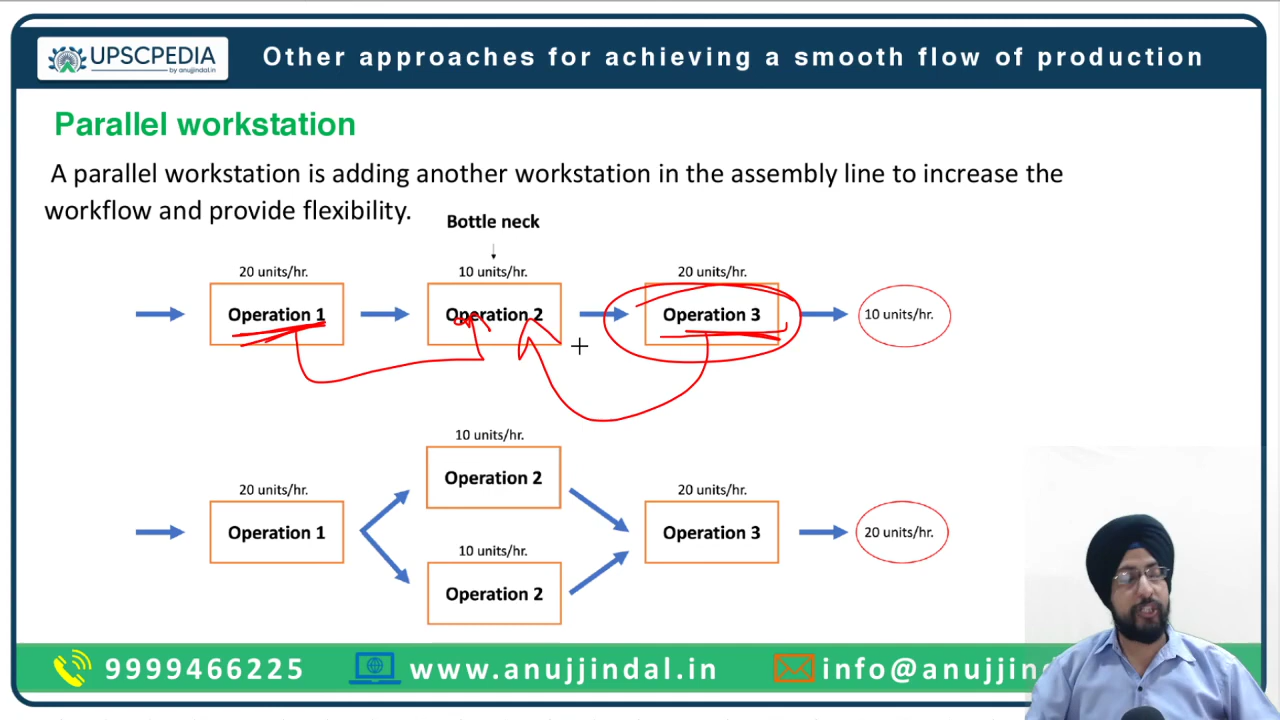 UPSCPEDIA
by anujjindal.in
Other approaches for achieving a smooth flow of production
Parallel workstation
A parallel workstation is adding another workstation in the assembly line to increase the
workflow and provide flexibility.
Bottle neck
20 units/hr.
10 units/hr.
20 units/hr.
Operation 1
Operation 2
Operation 3
10 units/hr.
10 units/hr.
Operation 2
20 units/hr.
20 units/hr.
Operation 1
Operation 3
20 units/hr.
10 units/hr.
Operation 2
9999466225
www.anujjindal.in
info@anujjind